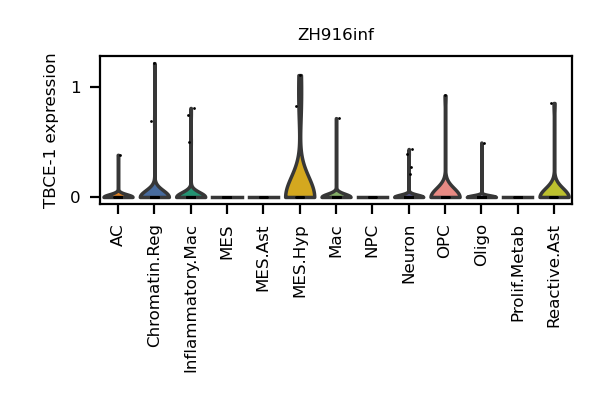 ZH916inf
TBCE-1 expression
1
0
AC
Chromatin.Reg
Inflammatory.Mac
MES
MES.Ast
MES.Hyp
Mac
NPC
Neuron
OPC
Oligo
Prolif.Metab
Reactive.Ast